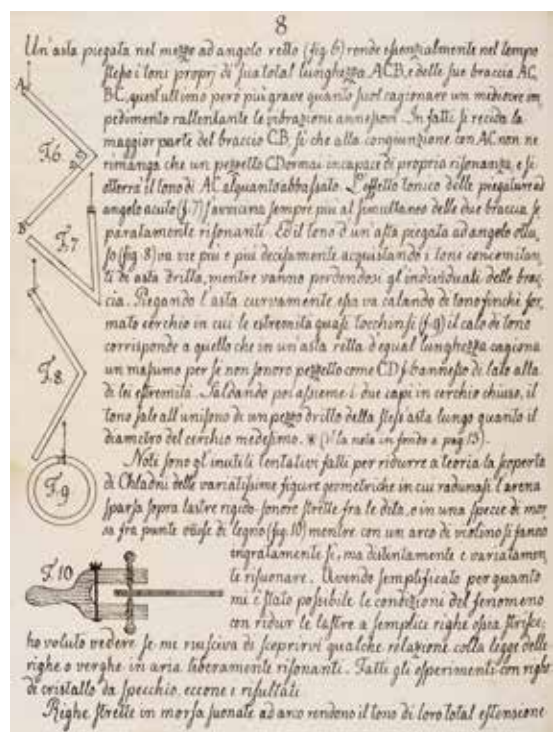 8
Un'asta piegata nel mezzo ad angolo retto (fig. 6) rende essenzialmente nel tempo
stesso i toni proprj di sua total lunghezza ACB, e delle sue braccia AC,
BC, quest'ultimo però più grave quanto suol cagionare un mediocre im
pedimento rallentante le vibrazioni annessovi. In fatti si recida la
maggior parte del braccio CB, sì che alla congiunzione con AC non ne
rimanga che un pezzetto CD ormai incapace di propria risonanza, e si
otterrà il tono di AC alquanto abbassato. L'effetto tonico delle piegature ad
angolo acuto (f. 7) s'avvicina sempre più al simultaneo delle due braccia se
paratamente risonanti. Ed il tono d'un asta piegata ad angolo ottu
so (fig. 8) va vie più e più decisamente acquistando i toni concomitan
ti di asta dritta, mentre vanno perdendosi gl'individuali delle brac
cia. Piegando l'asta curvamente essa va calando di tono finchè for
mato cerchio in cui le estremità quasi tocchinsi (f. 9) il calo di tono
corrisponde a quello che in un'asta retta d'egual lunghezza cagiona
un massimo per se non sonoro pezzetto come CD f. 6 annesso di lato alla
di lei estremità. Saldando poi assieme i due capi in cerchio chiuso, il
tono sale all'unisono di un pezzo dritto della stessa asta lungo quanto il
diametro del cerchio medesimo. * (V. la nota in fondo a pag. 13).
A
F. 6
D
C
B
F. 7
F. 8
F. 9
Noti sono gl'inutili tentativi fatti per ridurre a teoria la scoperta
di Chladni delle variatissime figure geometriche in cui radunasi l'arena
sparsa sopra lastre rigido-sonore strette fra le dita, o in una specie di mor
sa fra punte ottuse di legno (fig. 10) mentre con un arco di violino si fanno
ingratamente sì, ma distintamente e variatamen
te risuonare. Avendo semplificato per quanto
mi è stato possibile le condizioni del fenomeno
con ridur le lastre a semplici righe ossia strisce,
F. 10
ho voluto vedere se mi riusciva di scoprirvi qualche relazione colla legge delle
righe o verghe in aria liberamente risonanti. Fatti gli esperimenti con righe
di cristallo da specchio, eccone i risultati
Righe strette in morsa suonate ad arco rendono il tono di loro total estensione